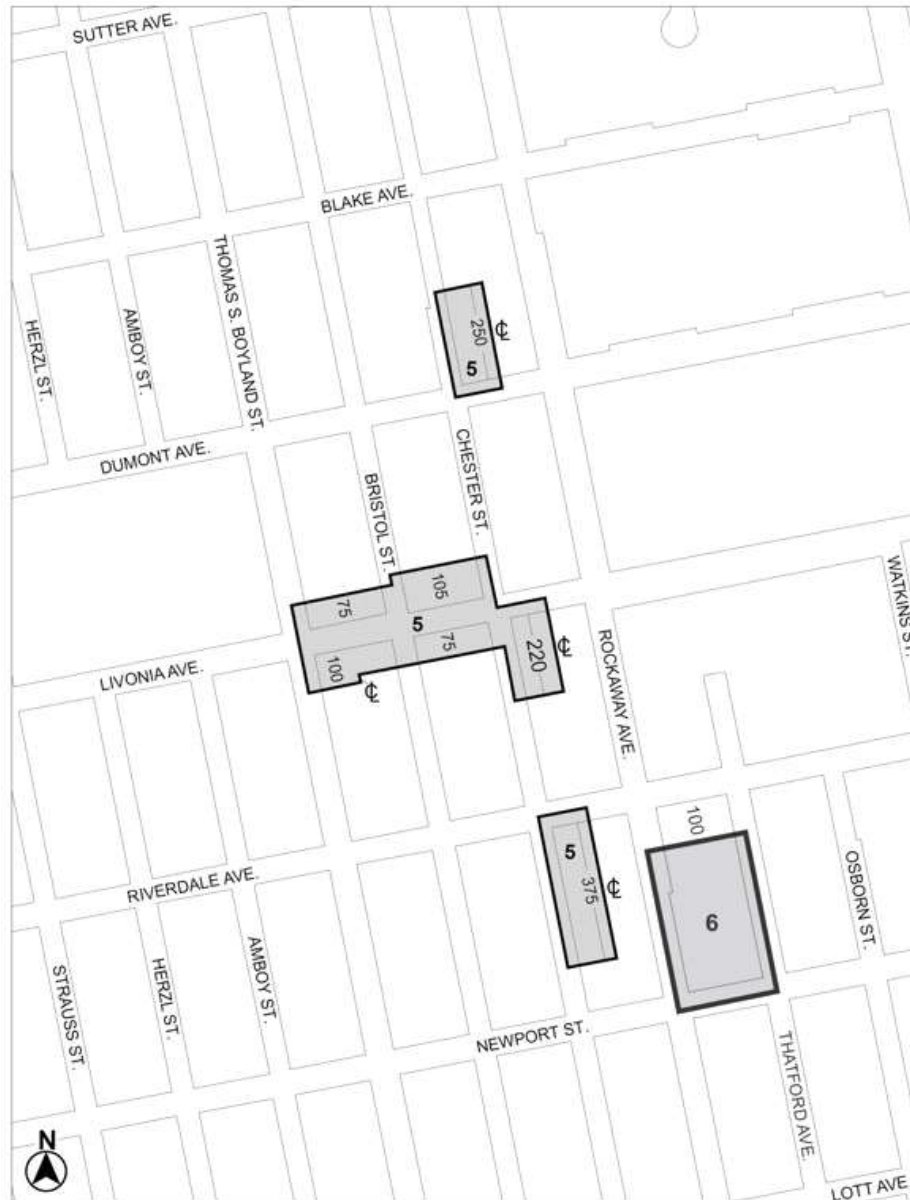 SUTTER AVE.
BLAKE AVE.
THOMAS S. BOYLAND ST.
HERZL ST.
AMBOY ST.
250
℄
5
DUMONT AVE.
CHESTER ST.
BRISTOL ST.
WATKINS ST.
105
75
5
75
220
℄
100
℄
LIVONIA AVE.
ROCKAWAY AVE.
100
5
375
℄
RIVERDALE AVE.
OSBORN ST.
6
STRAUSS ST.
HERZL ST.
AMBOY ST.
NEWPORT ST.
THATFORD AVE.
N
LOTT AVE